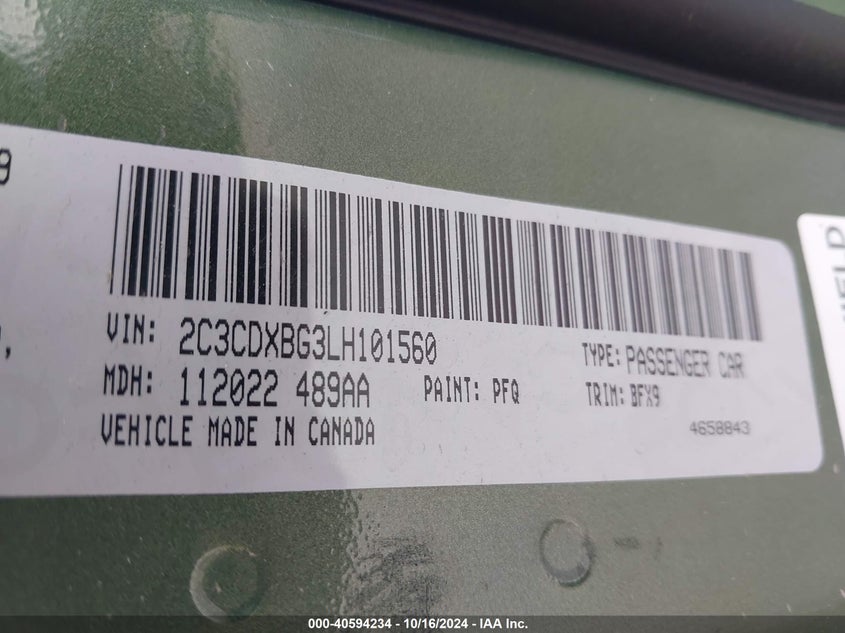 9
VIN: 2C3CDXBG3LH101560
TYPE: PASSENGER CAR
MDH: 112022 489AA
PAINT: PFQ
TRIM: BFX9
VEHICLE MADE IN CANADA
4658843
000-40594234 - 10/16/2024 - IAA Inc.